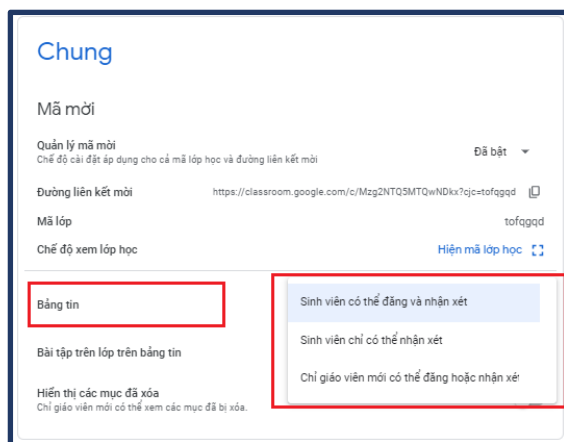 Chung
Mã mời
Quản lý mã mời
Đã bật
Chế độ cài đặt áp dụng cho cả mã lớp học và đường liên kết mời
Đường liên kết mời https://classroom.google.com/c/Mzg2NTQ5MTQwNDkx?cjc=tofqgqd
Mã lớp tofqgqd
Chế độ xem lớp học Hiện mã lớp học
Bảng tin
Sinh viên có thể đăng và nhận xét
Sinh viên chỉ có thể nhận xét
Chỉ giáo viên mới có thể đăng hoặc nhận xét
Bài tập trên lớp trên bảng tin
Hiển thị các mục đã xóa
Chỉ giáo viên mới có thể xem các mục đã bị xóa.